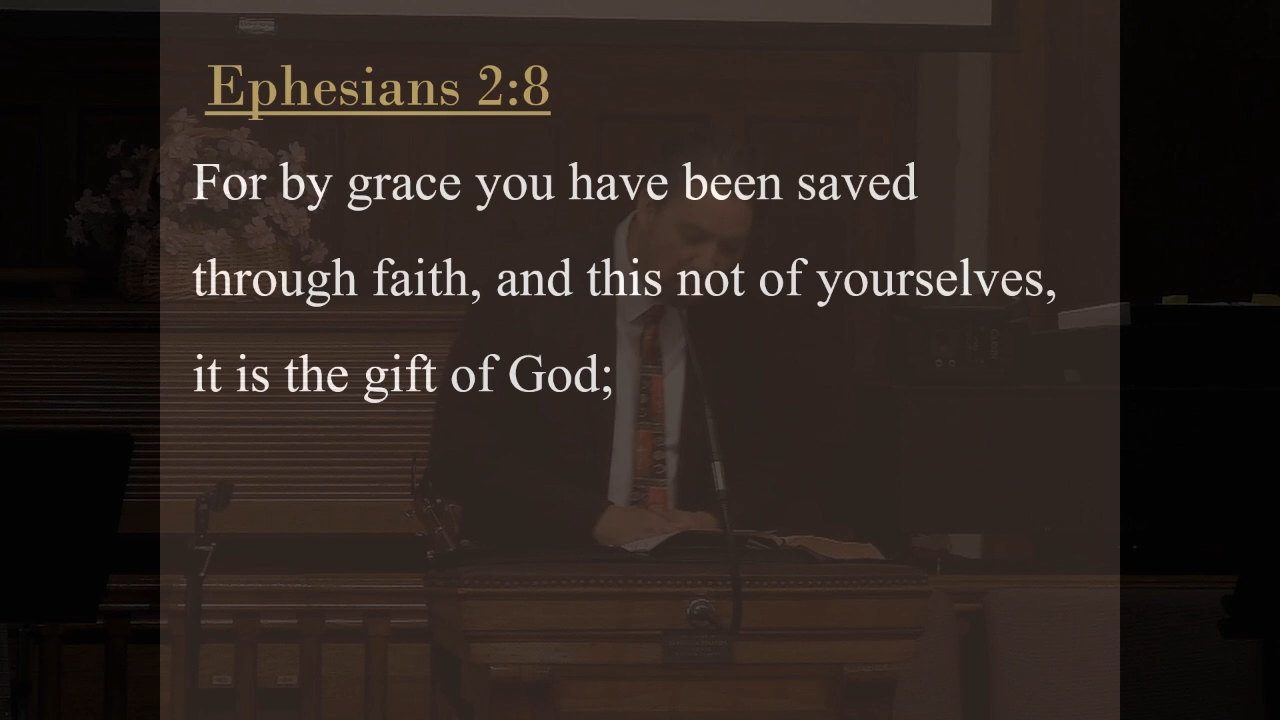 Ephesians 2:8
For by grace you have been saved
through faith, and this not of yourselves,
it is the gift of God;